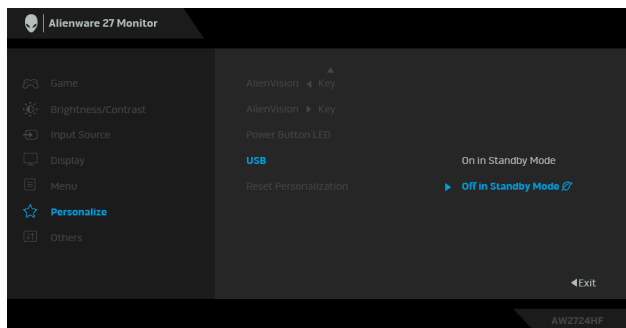 Alienware 27 Monitor
Game
Brightness/Contrast
Input Source
Display
Menu
Personalize
Others
AlienVision ◀ Key
AlienVision ▶ Key
Power Button LED
USB
Reset Personalization
On in Standby Mode
Off in Standby Mode
◀Exit
AW2724HF